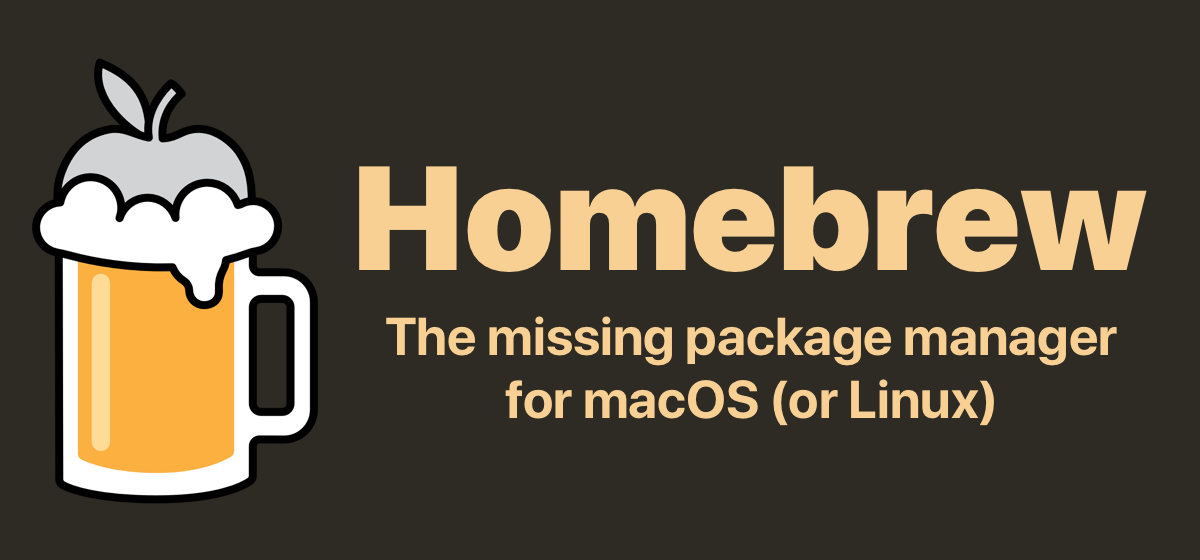 Homebrew
The missing package manager
for macOS (or Linux)